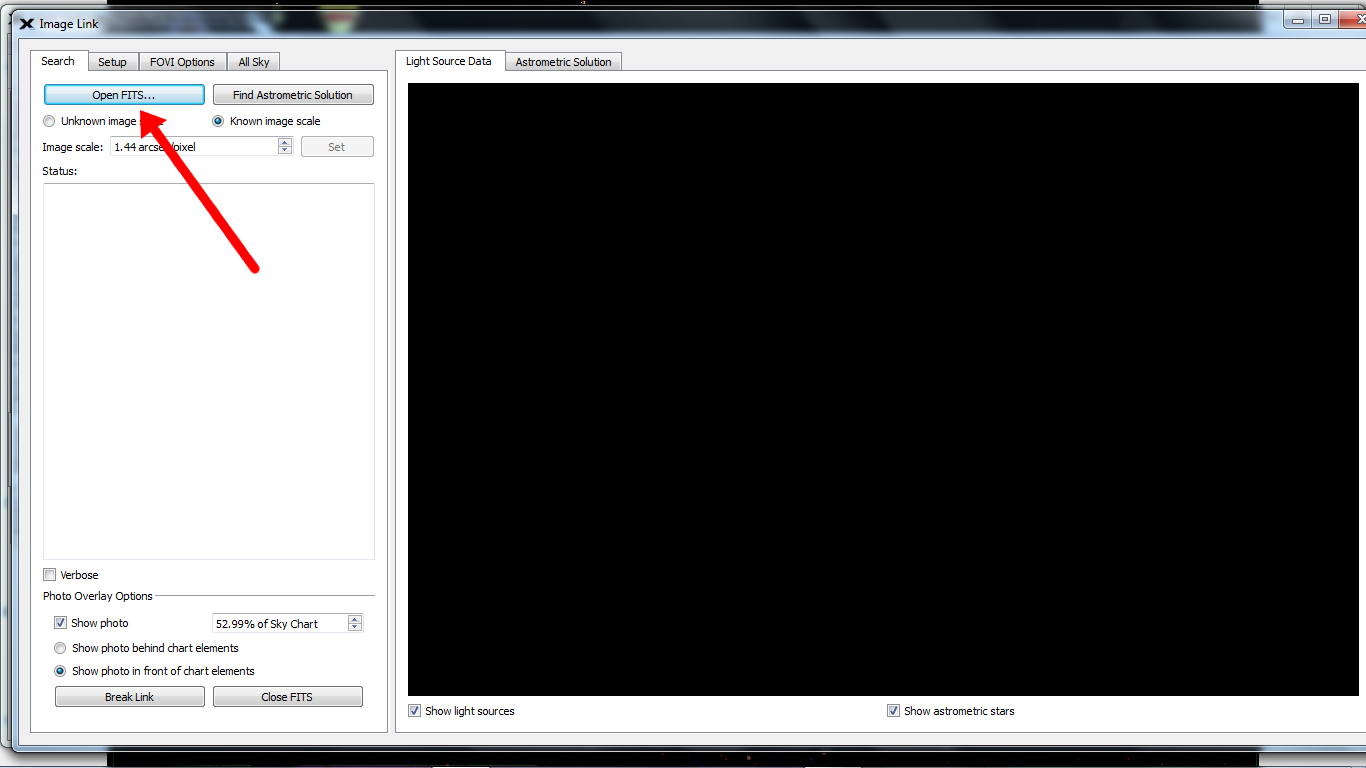 Image Link
Search Setup FOVI Options All Sky
Open FITS... Find Astrometric Solution
Unknown image Known image scale
Image scale: 1.44 /pixel Set
Status:
Verbose
Photo Overlay Options
Show photo 52.99% of Sky Chart
Show photo behind chart elements
Show photo in front of chart elements
Break Link Close FITS
Light Source Data Astrometric Solution
Show light sources Show astrometric stars